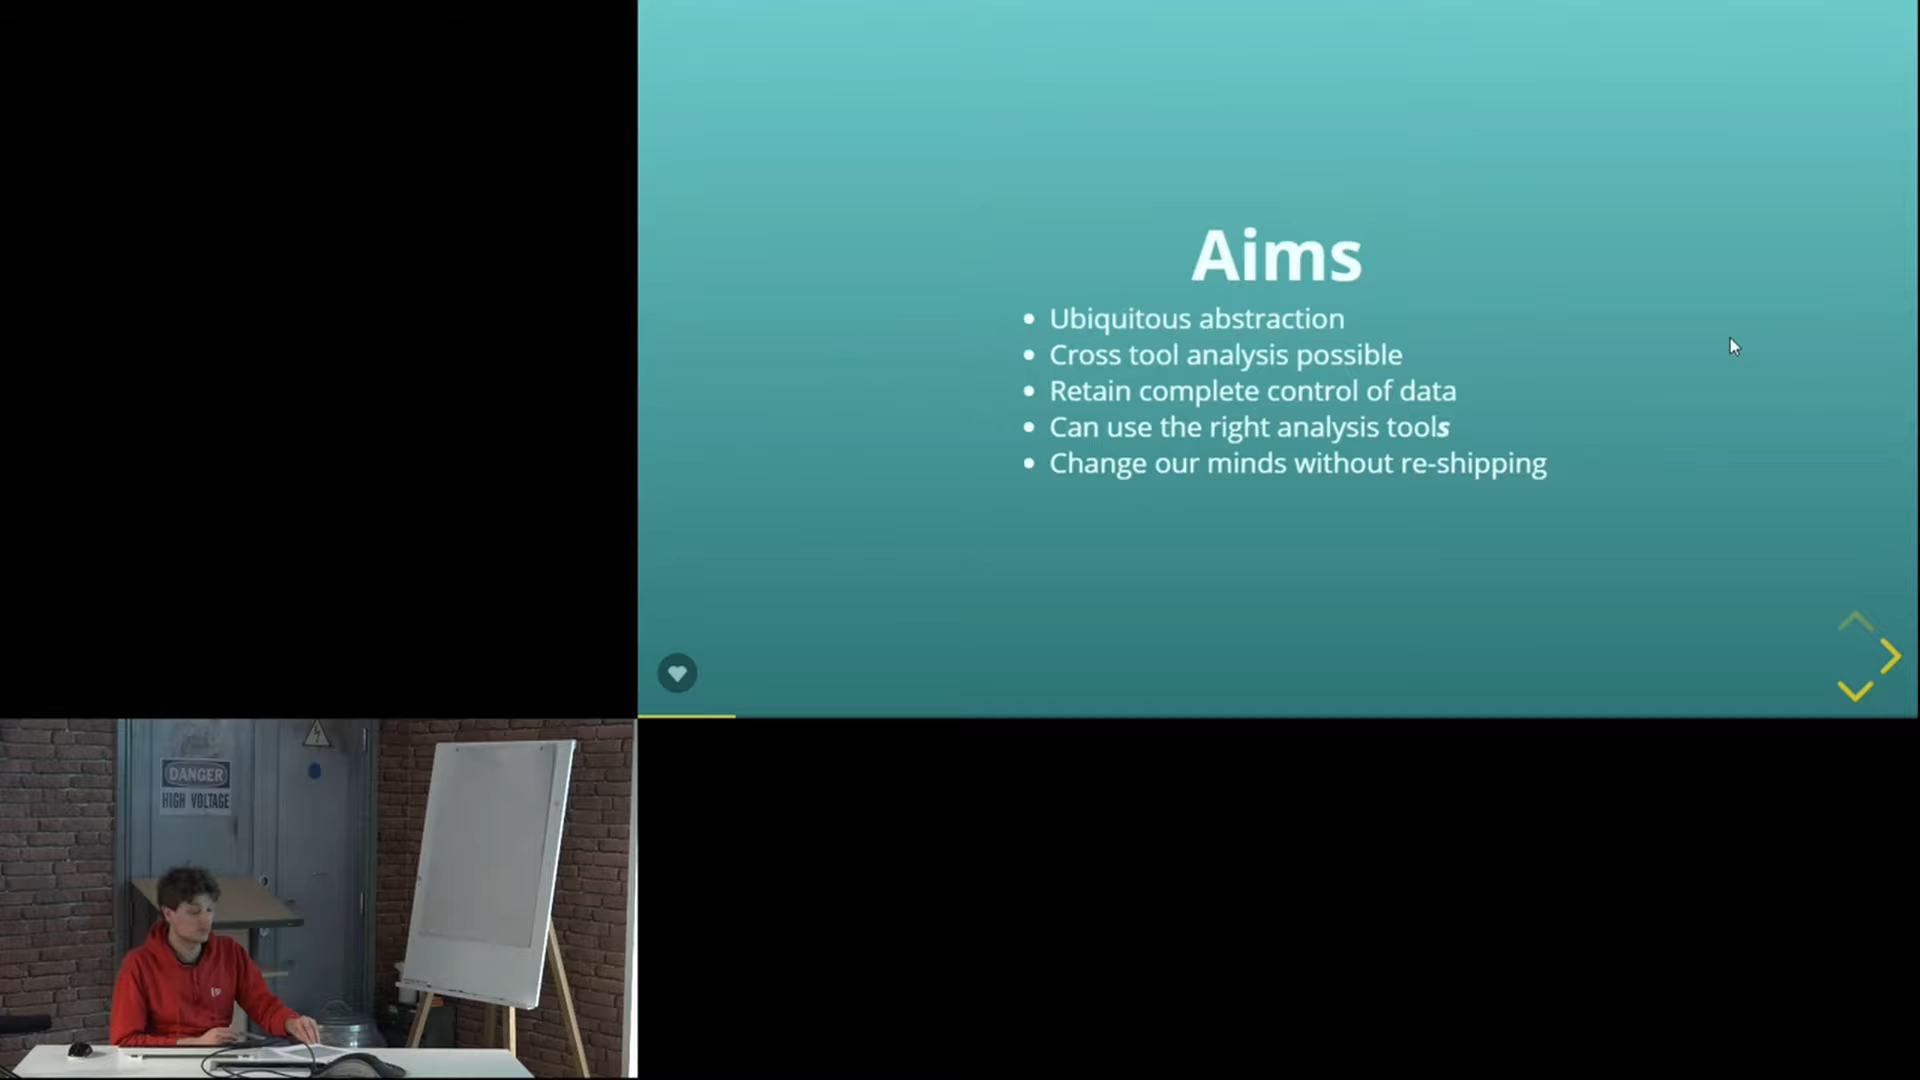 Aims
Ubiquitous abstraction
Cross tool analysis possible
Retain complete control of data
Can use the right analysis tools
Change our minds without re-shipping
DANGER
HIGH VOLTAGE